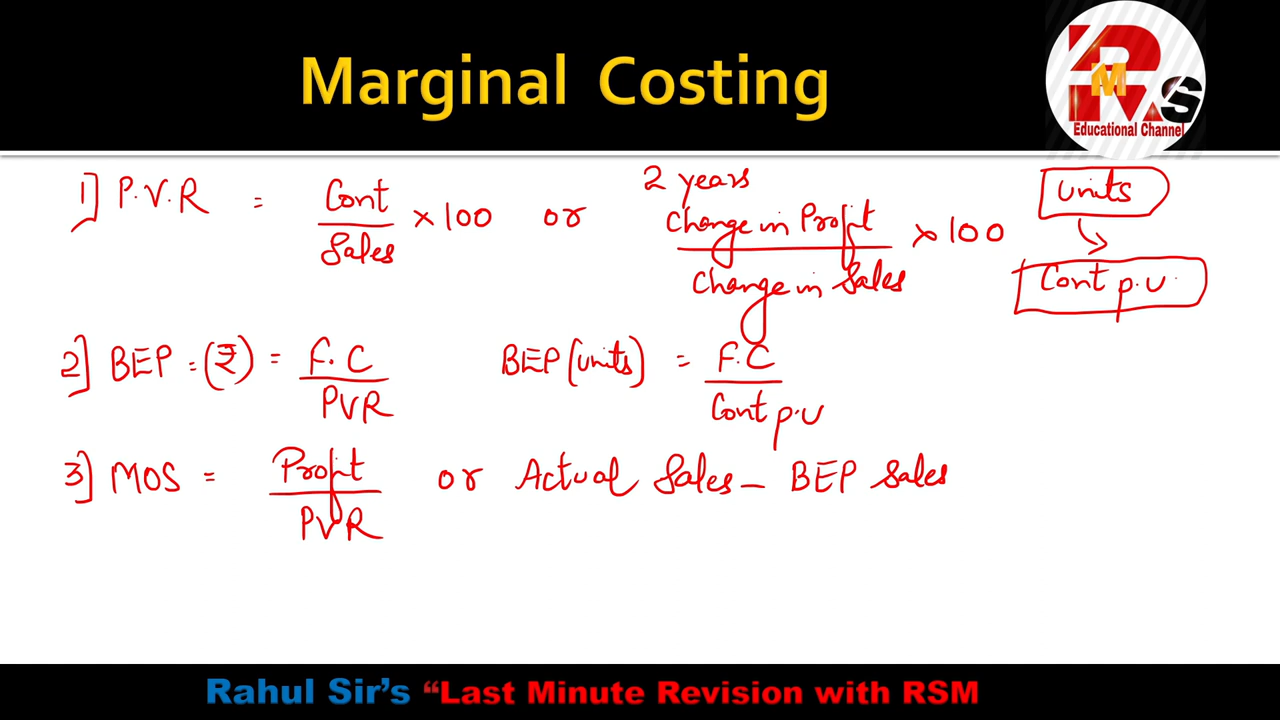 Marginal Costing
R M S
Educational Channel
1] P.V.R = Cont / Sales × 100 or 2 years Change in Profit / Change in Sales × 100
units
Cont p.u.
2] BEP = (₹) = F.C / PVR BEP (units) = F.C / Cont p.u
3] MOS = Profit / PVR or Actual Sales – BEP Sales
Rahul Sir's “Last Minute Revision with RSM